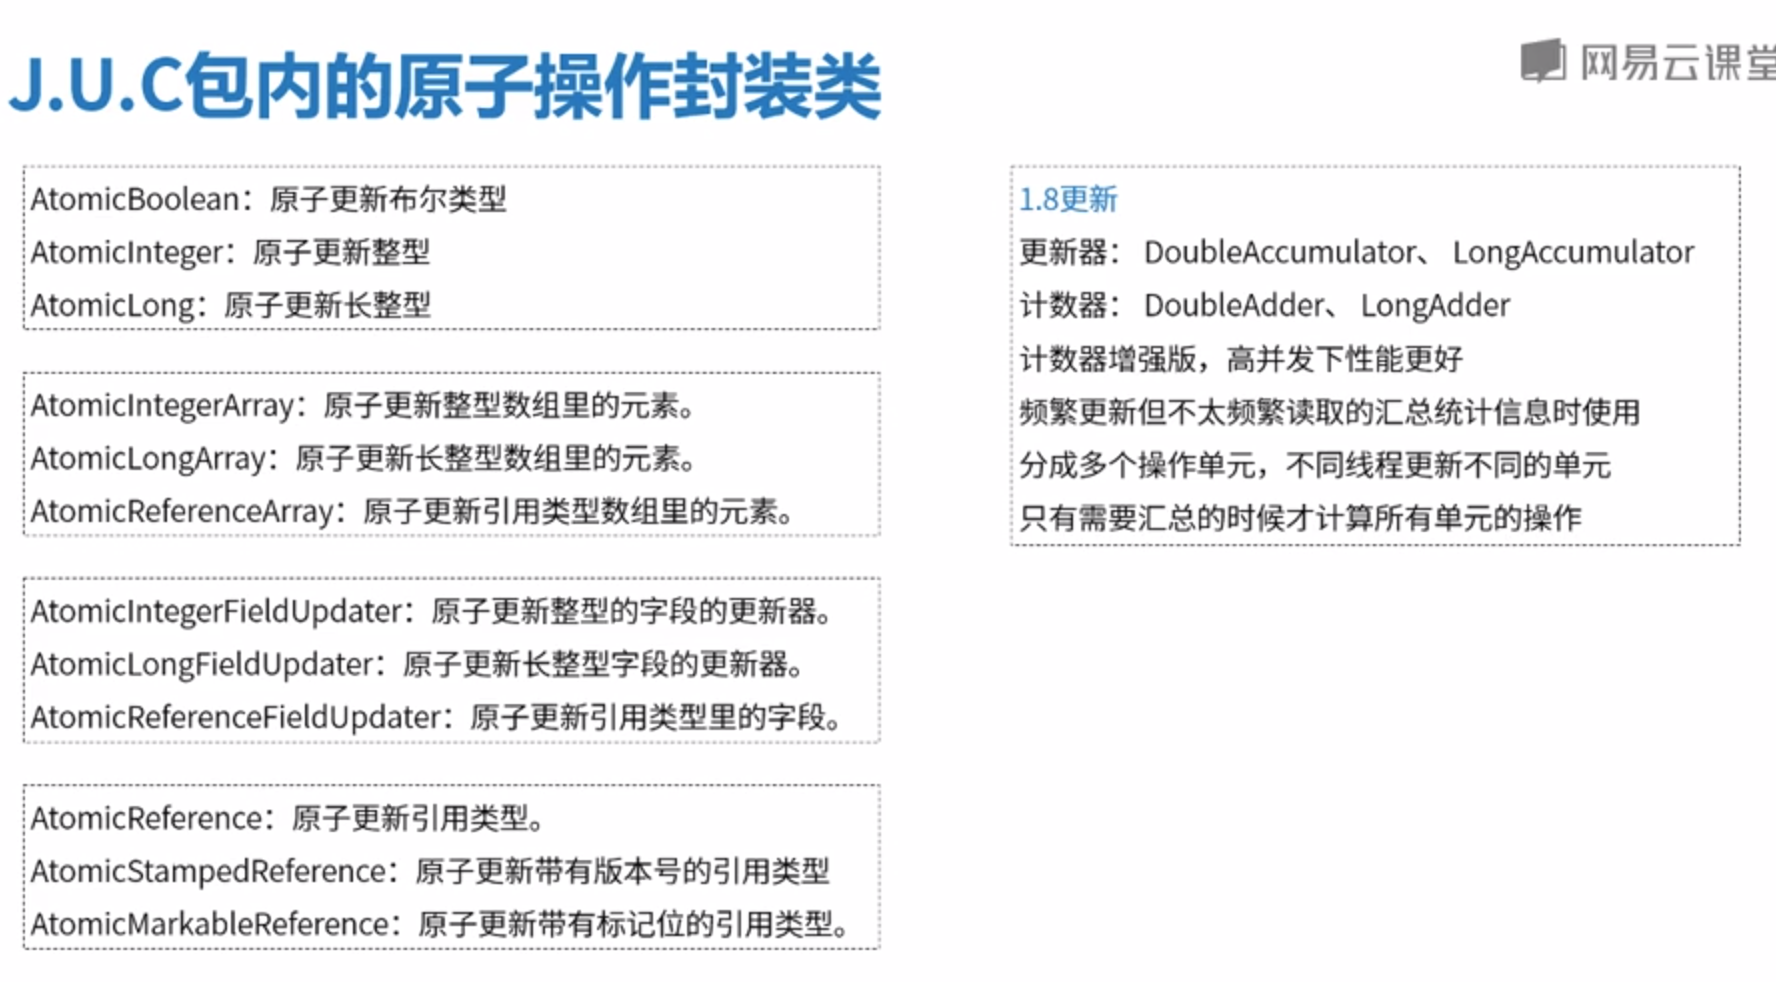 J.U.C包内的原子操作封装类
网易云课堂
AtomicBoolean：原子更新布尔类型
AtomicInteger：原子更新整型
AtomicLong：原子更新长整型
AtomicIntegerArray：原子更新整型数组里的元素。
AtomicLongArray：原子更新长整型数组里的元素。
AtomicReferenceArray：原子更新引用类型数组里的元素。
AtomicIntegerFieldUpdater：原子更新整型的字段的更新器。
AtomicLongFieldUpdater：原子更新长整型字段的更新器。
AtomicReferenceFieldUpdater：原子更新引用类型里的字段。
AtomicReference：原子更新引用类型。
AtomicStampedReference：原子更新带有版本号的引用类型
AtomicMarkableReference：原子更新带有标记位的引用类型。
1.8更新
更新器： DoubleAccumulator、 LongAccumulator
计数器： DoubleAdder、 LongAdder
计数器增强版，高并发下性能更好
频繁更新但不太频繁读取的汇总统计信息时使用
分成多个操作单元，不同线程更新不同的单元
只有需要汇总的时候才计算所有单元的操作